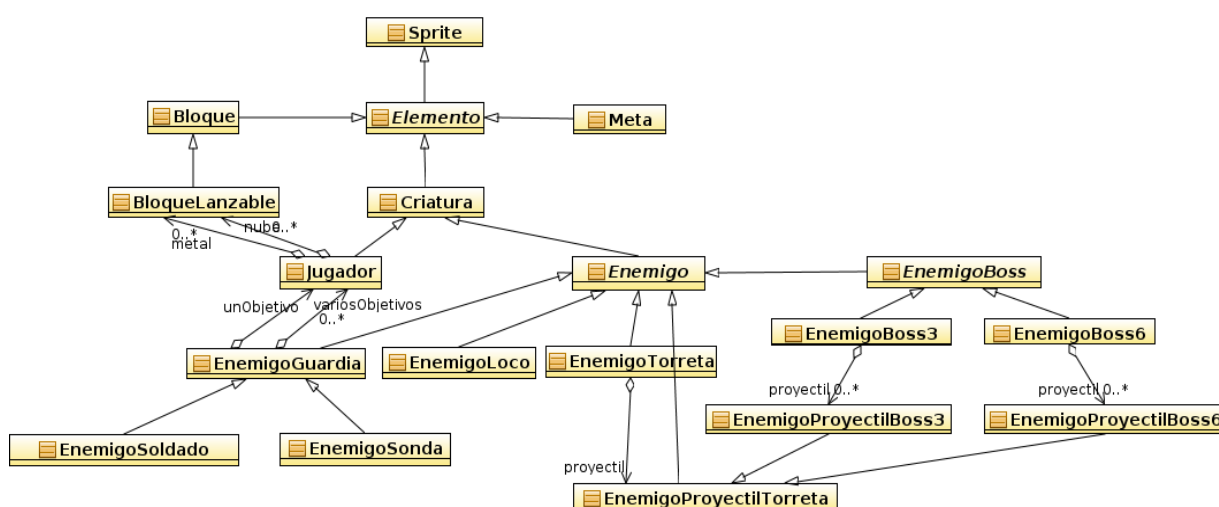 Sprite
Bloque
Elemento
Meta
BloqueLanzable
Criatura
0..*
metal
nube
0..*
Jugador
Enemigo
EnemigoBoss
unObjetivo
variosObjetivos
0..*
EnemigoGuardia
EnemigoLoco
EnemigoTorreta
EnemigoBoss3
EnemigoBoss6
proyectil 0..*
proyectil 0..*
EnemigoProyectilBoss3
EnemigoProyectilBoss6
EnemigoSoldado
EnemigoSonda
proyectil
EnemigoProyectilTorreta